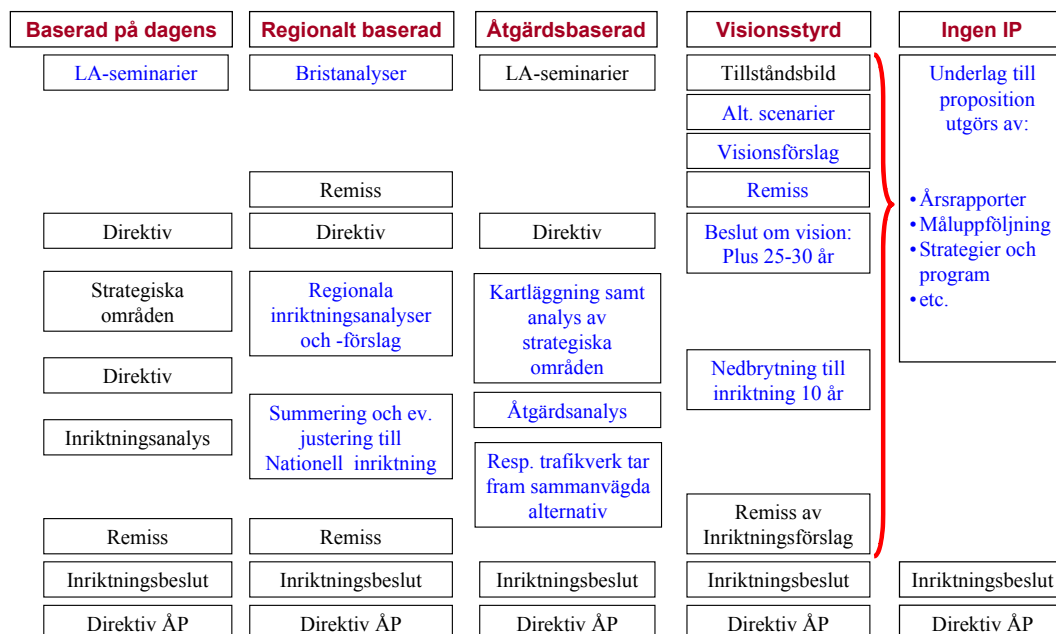 Baserad på dagens
LA-seminarier
Direktiv
Strategiska
områden
Direktiv
Inriktningsanalys
Remiss
Inriktningsbeslut
Direktiv ÅP
Regionalt baserad
Bristanalyser
Remiss
Direktiv
Regionala
inriktningsanalyser
och -förslag
Summering och ev.
justering till
Nationell inriktning
Remiss
Inriktningsbeslut
Direktiv ÅP
Åtgärdsbaserad
LA-seminarier
Direktiv
Kartläggning samt
analys av
strategiska
områden
Åtgärdsanalys
Resp. trafikverk tar
fram sammanvägda
alternativ
Inriktningsbeslut
Direktiv ÅP
Visionsstyrd
Tillståndsbild
Alt. scenarier
Visionsförslag
Remiss
Beslut om vision:
Plus 25-30 år
Nedbrytning till
inriktning 10 år
Remiss av
Inriktningsförslag
Inriktningsbeslut
Direktiv ÅP
Ingen IP
Underlag till
proposition
utgörs av:
• Årsrapporter
• Måluppföljning
• Strategier och
program
• etc.
Inriktningsbeslut
Direktiv ÅP